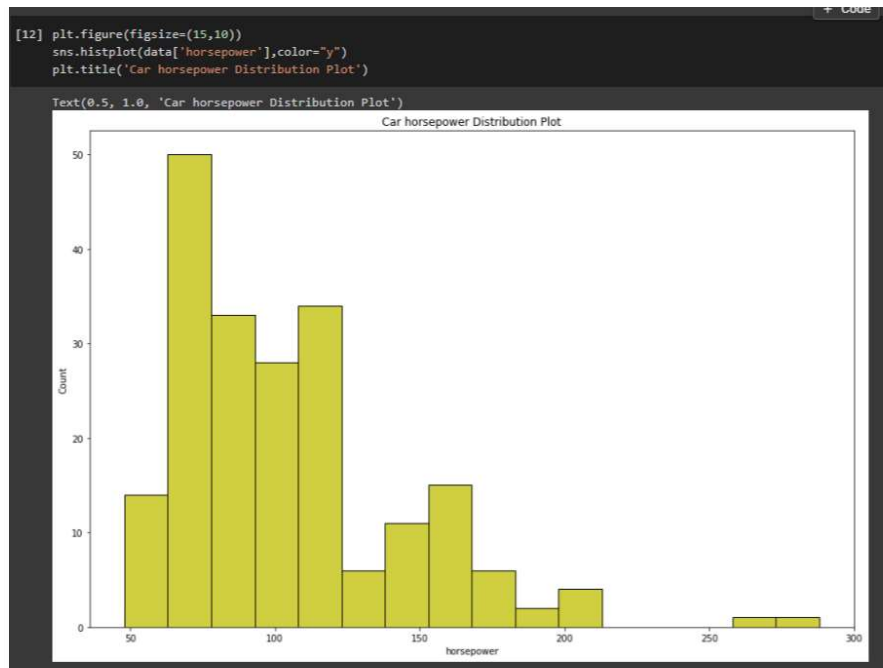 + Code
[12] plt.figure(figsize=(15,10))
sns.histplot(data['horsepower'],color="y")
plt.title('Car horsepower Distribution Plot')
Text(0.5, 1.0, 'Car horsepower Distribution Plot')
Car horsepower Distribution Plot
50
40
30
20
10
0
Count
50 100 150 200 250 300
horsepower